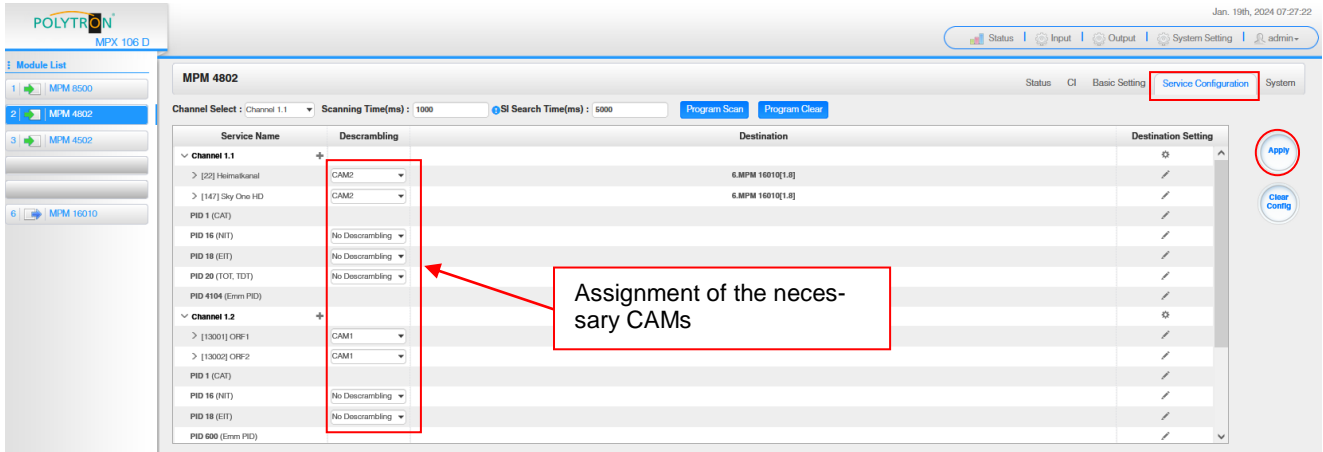 Jan. 19th, 2024 07:27:22
POLYTRON
MPX 106 D
Status Input Output System Setting admin
Module List
1 MPM 8500
2 MPM 4802
3 MPM 4502
6 MPM 16010
MPM 4802
Status CI Basic Setting Service Configuration System
Channel Select : Channel 1.1 Scanning Time(ms) : 1000 SI Search Time(ms) : 5000 Program Scan Program Clear
Service Name Descrambling Destination Destination Setting
Channel 1.1 +
> [22] Heimatkanal CAM2 6.MPM 16010[1.8]
> [147] Sky One HD CAM2 6.MPM 16010[1.8]
PID 1 (CAT)
PID 16 (NIT) No Descrambling
PID 18 (EIT) No Descrambling
PID 20 (TOT, TDT) No Descrambling
PID 4104 (Emm PID)
Channel 1.2 +
> [13001] ORF1 CAM1
> [13002] ORF2 CAM1
PID 1 (CAT)
PID 16 (NIT) No Descrambling
PID 18 (EIT) No Descrambling
PID 600 (Emm PID)
Apply
Clear
Config
Assignment of the neces-
sary CAMs